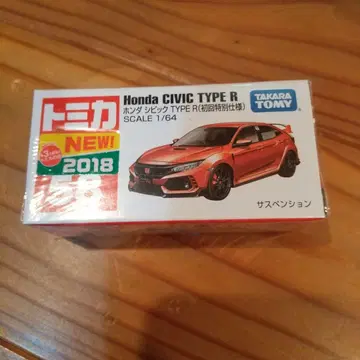 トミカ
NEW!
2018
Honda CIVIC TYPE R
ホンダ シビック TYPE R(初回特別仕様)
SCALE 1/64
TAKARA
TOMY
サスペンション